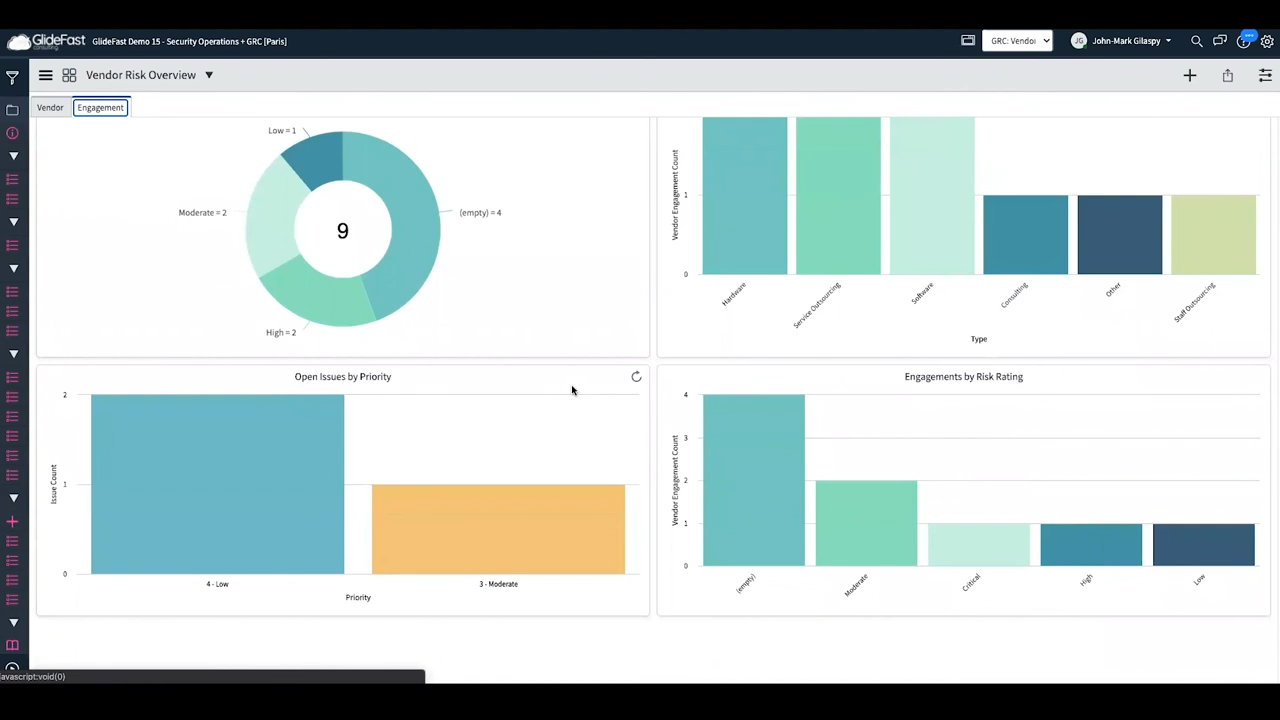 GlideFast
CONSULTING
GlideFast Demo 15 - Security Operations + GRC [Paris]
GRC: Vendor
JG
John-Mark Gilaspy
Vendor Risk Overview
Vendor
Engagement
Low = 1
Moderate = 2
(empty) = 4
9
High = 2
Vendor Engagement Count
1
0
Hardware
Service Outsourcing
Software
Consulting
Other
Staff Outsourcing
Type
Open Issues by Priority
2
1
0
Issue Count
4 - Low
3 - Moderate
Priority
Engagements by Risk Rating
4
3
2
1
0
Vendor Engagement Count
(empty)
Moderate
Critical
High
Low
javascript:void(0)